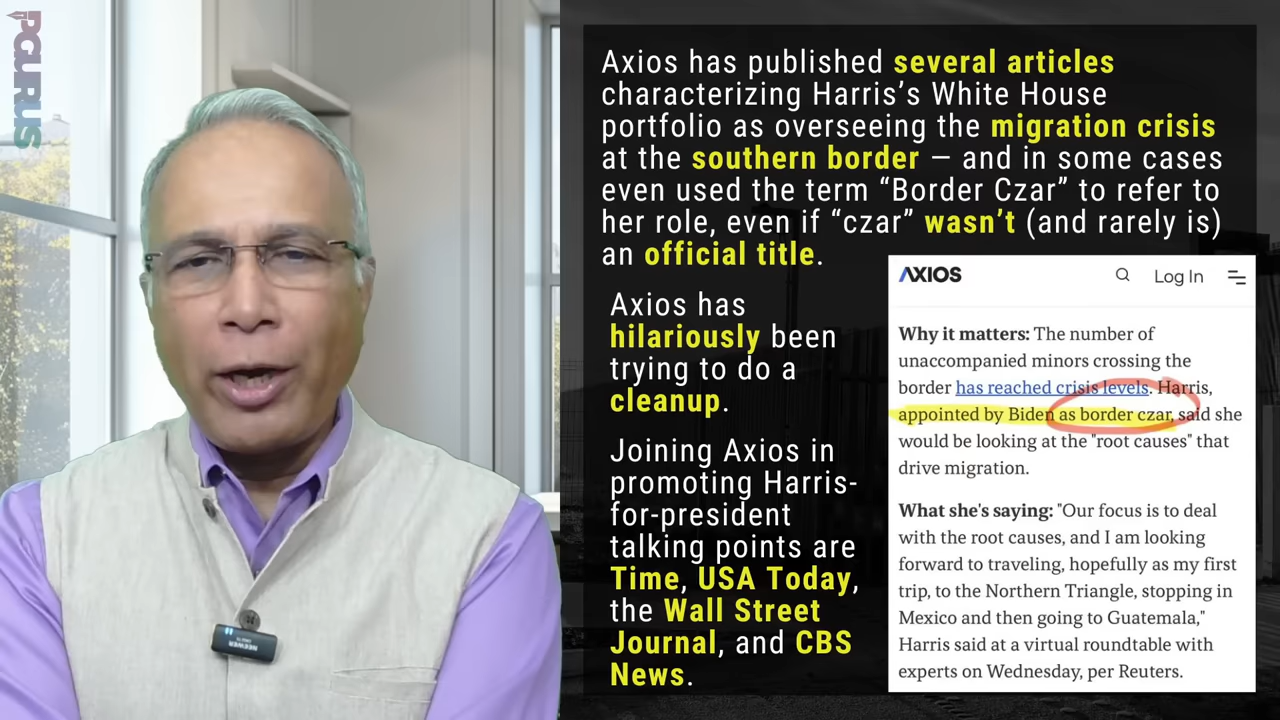 PGURUS
Axios has published several articles
characterizing Harris’s White House
portfolio as overseeing the migration crisis
at the southern border — and in some cases
even used the term “Border Czar” to refer to
her role, even if “czar” wasn’t (and rarely is)
an official title.
Axios has
hilariously been
trying to do a
cleanup.
Joining Axios in
promoting Harris-
for-president
talking points are
Time, USA Today,
the Wall Street
Journal, and CBS
News.
AXIOS
Log In
Why it matters: The number of
unaccompanied minors crossing the
border has reached crisis levels. Harris,
appointed by Biden as border czar, said she
would be looking at the "root causes" that
drive migration.
What she's saying: "Our focus is to deal
with the root causes, and I am looking
forward to traveling, hopefully as my first
trip, to the Northern Triangle, stopping in
Mexico and then going to Guatemala,"
Harris said at a virtual roundtable with
experts on Wednesday, per Reuters.
NEEWER